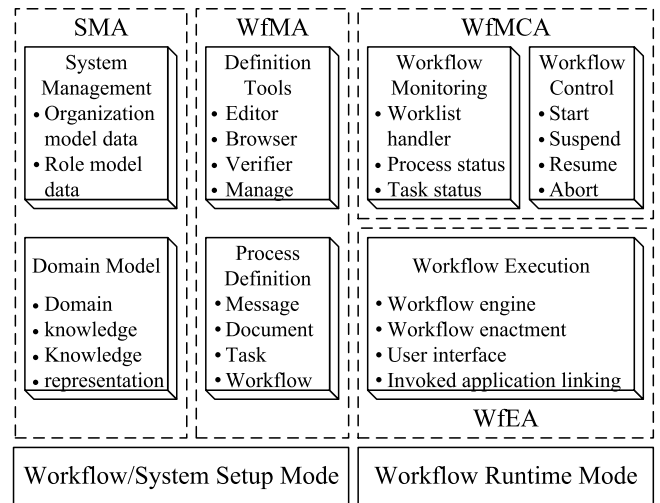 SMA
System
Management
• Organization
model data
• Role model
data
Domain Model
• Domain
• knowledge
• Knowledge
• representation
WfMA
Definition
Tools
• Editor
• Browser
• Verifier
• Manage
Process
Definition
• Message
• Document
• Task
• Workflow
WfMCA
Workflow
Monitoring
• Worklist
handler
• Process status
• Task status
Workflow
Control
• Start
• Suspend
• Resume
• Abort
Workflow Execution
• Workflow engine
• Workflow enactment
• User interface
• Invoked application linking
WfEA
Workflow/System Setup Mode
Workflow Runtime Mode